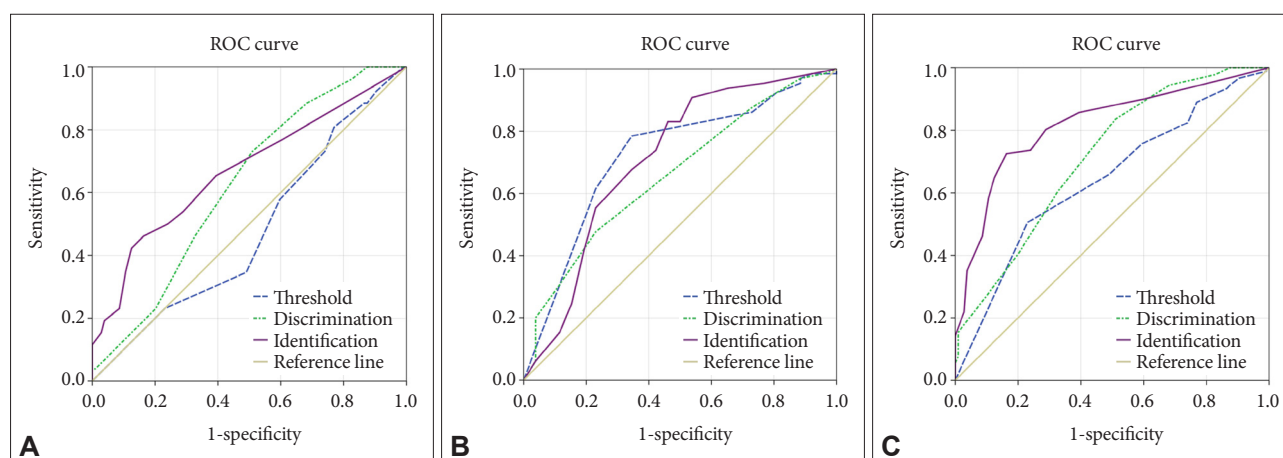 ROC curve
1.0
0.8
0.6
0.4
0.2
0.0
Sensitivity
Threshold
Discrimination
Identification
Reference line
0.0 0.2 0.4 0.6 0.8 1.0
1-specificity
A
ROC curve
1.0
0.8
0.6
0.4
0.2
0.0
Sensitivity
Threshold
Discrimination
Identification
Reference line
0.0 0.2 0.4 0.6 0.8 1.0
1-specificity
B
ROC curve
1.0
0.8
0.6
0.4
0.2
0.0
Sensitivity
Threshold
Discrimination
Identification
Reference line
0.0 0.2 0.4 0.6 0.8 1.0
1-specificity
C